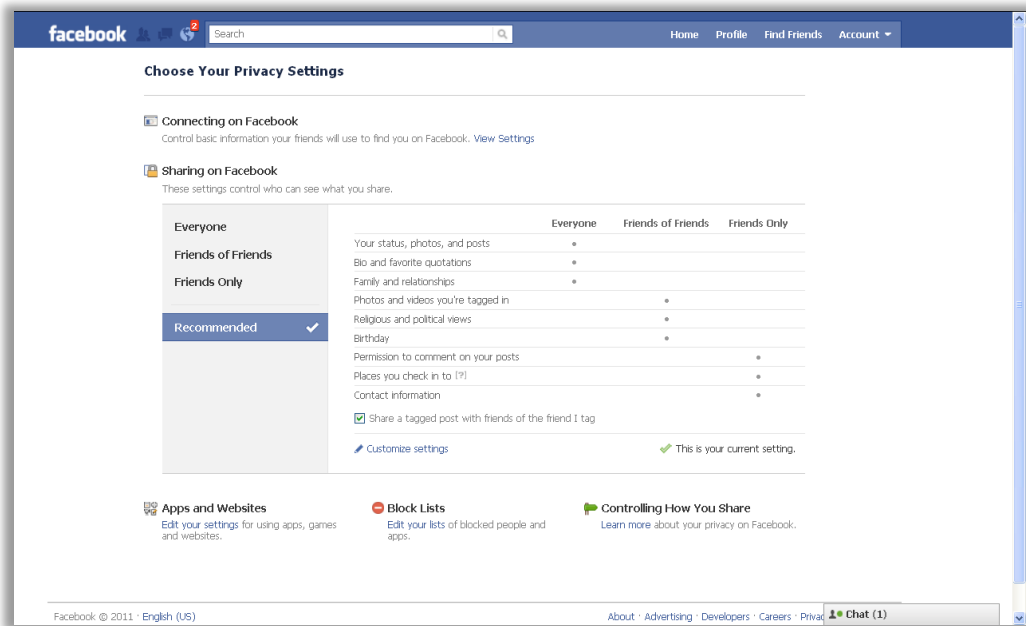 facebook 2 Search Home Profile Find Friends Account
Choose Your Privacy Settings
Connecting on Facebook
Control basic information your friends will use to find you on Facebook. View Settings
Sharing on Facebook
These settings control who can see what you share.
Everyone
Friends of Friends
Friends Only
Recommended
Everyone Friends of Friends Friends Only
Your status, photos, and posts
Bio and favorite quotations
Family and relationships
Photos and videos you're tagged in
Religious and political views
Birthday
Permission to comment on your posts
Places you check in to [?]
Contact information
Share a tagged post with friends of the friend I tag
Customize settings This is your current setting.
Apps and Websites
Edit your settings for using apps, games
and websites.
Block Lists
Edit your lists of blocked people and
apps.
Controlling How You Share
Learn more about your privacy on Facebook.
Facebook © 2011 · English (US)
About · Advertising · Developers · Careers · Privac
Chat (1)